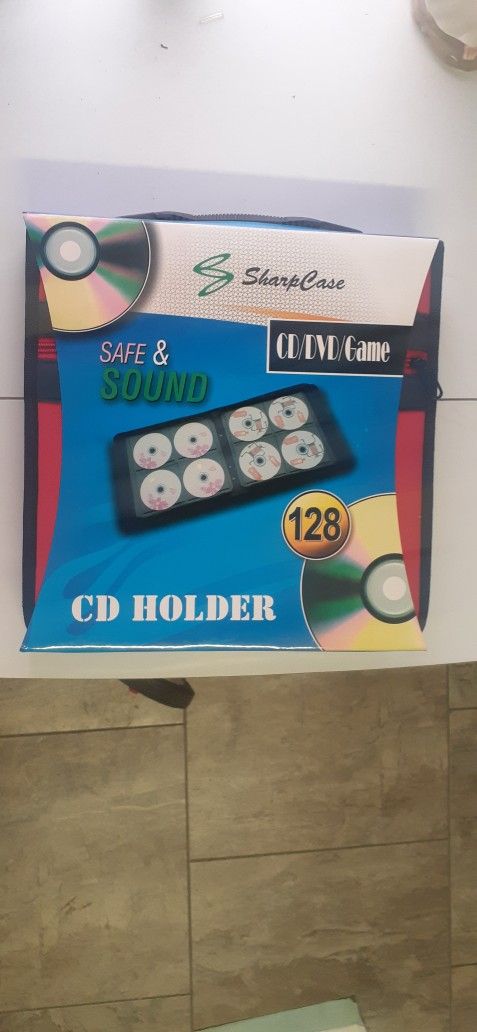 SharpCase
CD/DVD/Game
SAFE &
SOUND
128
CD HOLDER